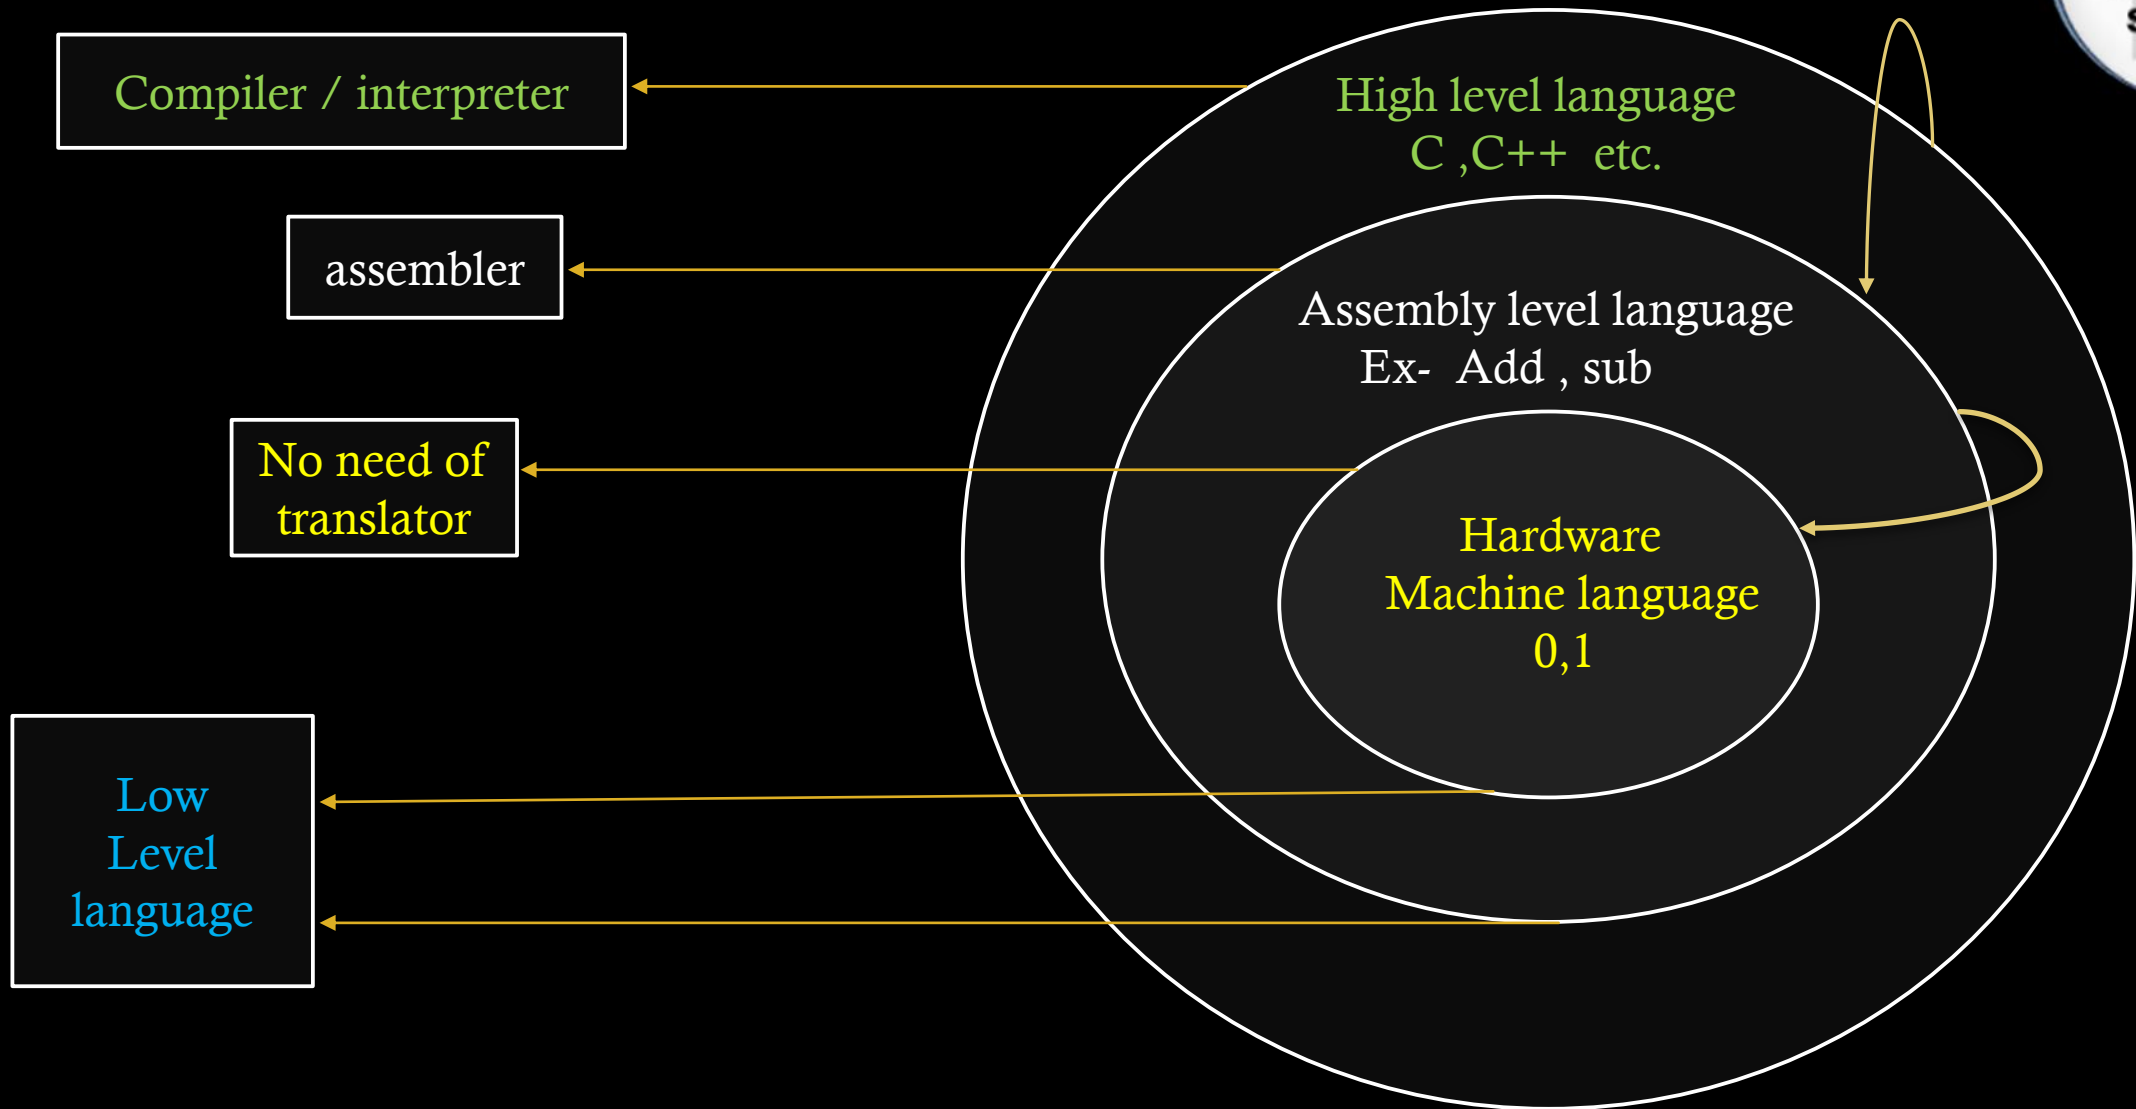 Compiler / interpreter
High level language
C ,C++ etc.
assembler
Assembly level language
Ex- Add , sub
No need of
translator
Hardware
Machine language
0,1
Low
Level
language